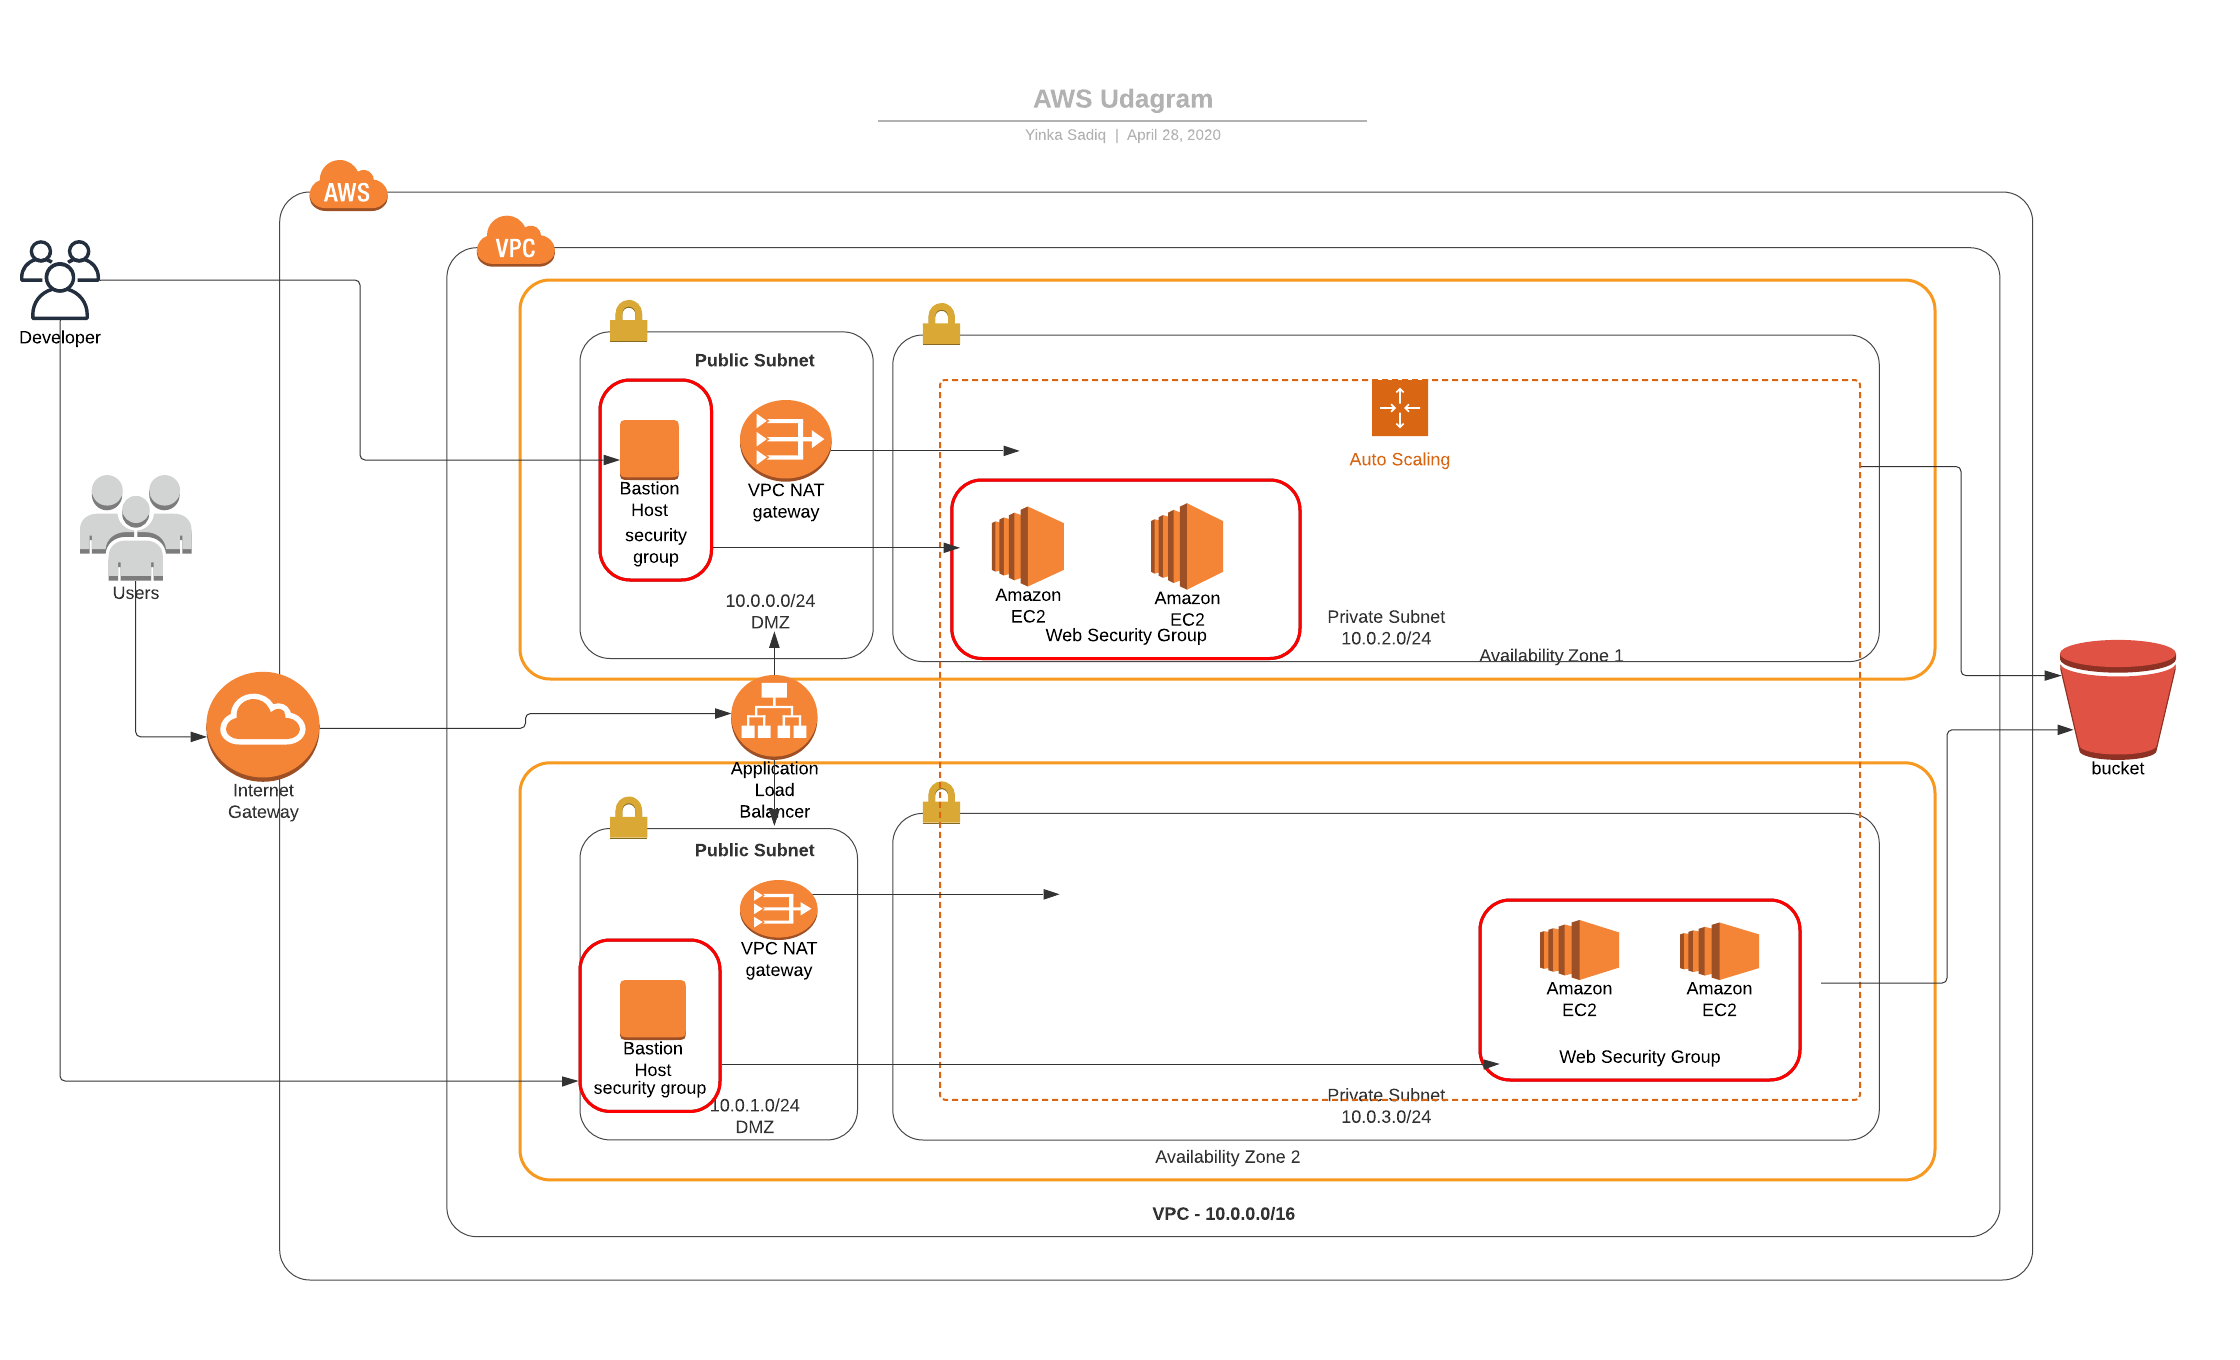 AWS Udagram
Yinka Sadiq | April 28, 2020
AWS
VPC
Developer
Public Subnet
Bastion
Host
security
group
VPC NAT
gateway
10.0.0.0/24
DMZ
Auto Scaling
Amazon
EC2
Amazon
EC2
Web Security Group
Private Subnet
10.0.2.0/24
Availability Zone 1
Users
Internet
Gateway
Application
Load
Balancer
bucket
Public Subnet
VPC NAT
gateway
Bastion
Host
security group
10.0.1.0/24
DMZ
Amazon
EC2
Amazon
EC2
Web Security Group
Private Subnet
10.0.3.0/24
Availability Zone 2
VPC - 10.0.0.0/16